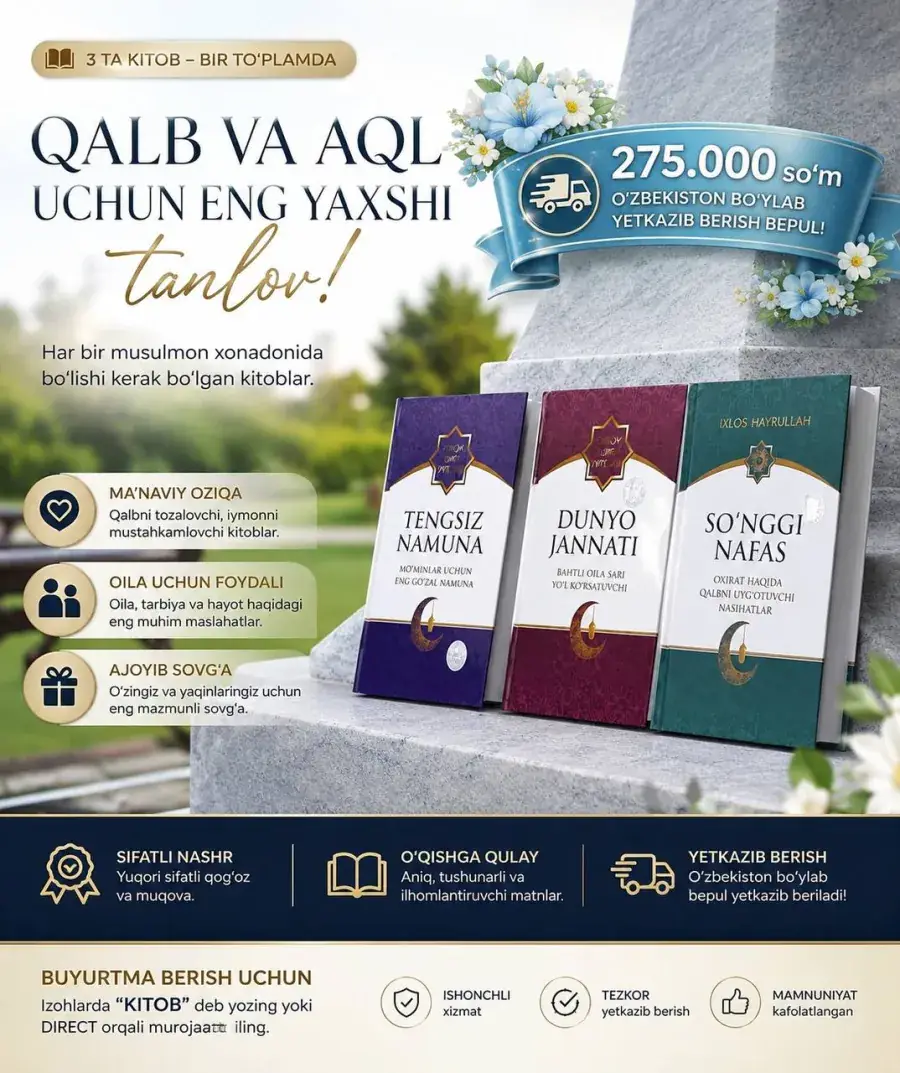 3 TA KITOB – BIR TO‘PLAMDA
QALB VA AQL
UCHUN ENG YAXSHI
tanlov!
275.000 so‘m
O‘ZBEKISTON BO‘YLAB
YETKAZIB BERISH BEPUL!
Har bir musulmon xonadonida
bo‘lishi kerak bo‘lgan kitoblar.
MA’NAVIY OZIQA
Qalbni tozalovchi, iymonni
mustahkamlovchi kitoblar.
OILA UCHUN FOYDALI
Oila, tarbiya va hayot haqidagi
eng muhim maslahatlar.
AJOYIB SOVG‘A
O‘zingiz va yaqinlaringiz uchun
eng mazmunli sovg‘a.
TENGSIZ
NAMUNA
MO‘MINLAR UCHUN
ENG GO‘ZAL NAMUNA
DUNYO
JANNATI
BAHTLI OILA SARI
YO‘L KO‘RSATUVCHI
IXLOS HAYRULLAH
SO‘NGGI
NAFAS
OXIRAT HAQIDA
QALBNI UYG‘OTUVCHI
NASIHATLAR
SIFATLI NASHR
Yuqori sifatli qog‘oz
va muqova.
O‘QISHGA QULAY
Aniq, tushunarli va
ilhomlantiruvchi matnlar.
YETKAZIB BERISH
O‘zbekiston bo‘ylab
bepul yetkazib beriladi!
BUYURTMA BERISH UCHUN
Izohlarda “KITOB” deb yozing yoki
DIRECT orqali
ISHONCHLI
xizmat
TEZKOR
yetkazib berish
MAMNUNIYAT
kafolatlangan